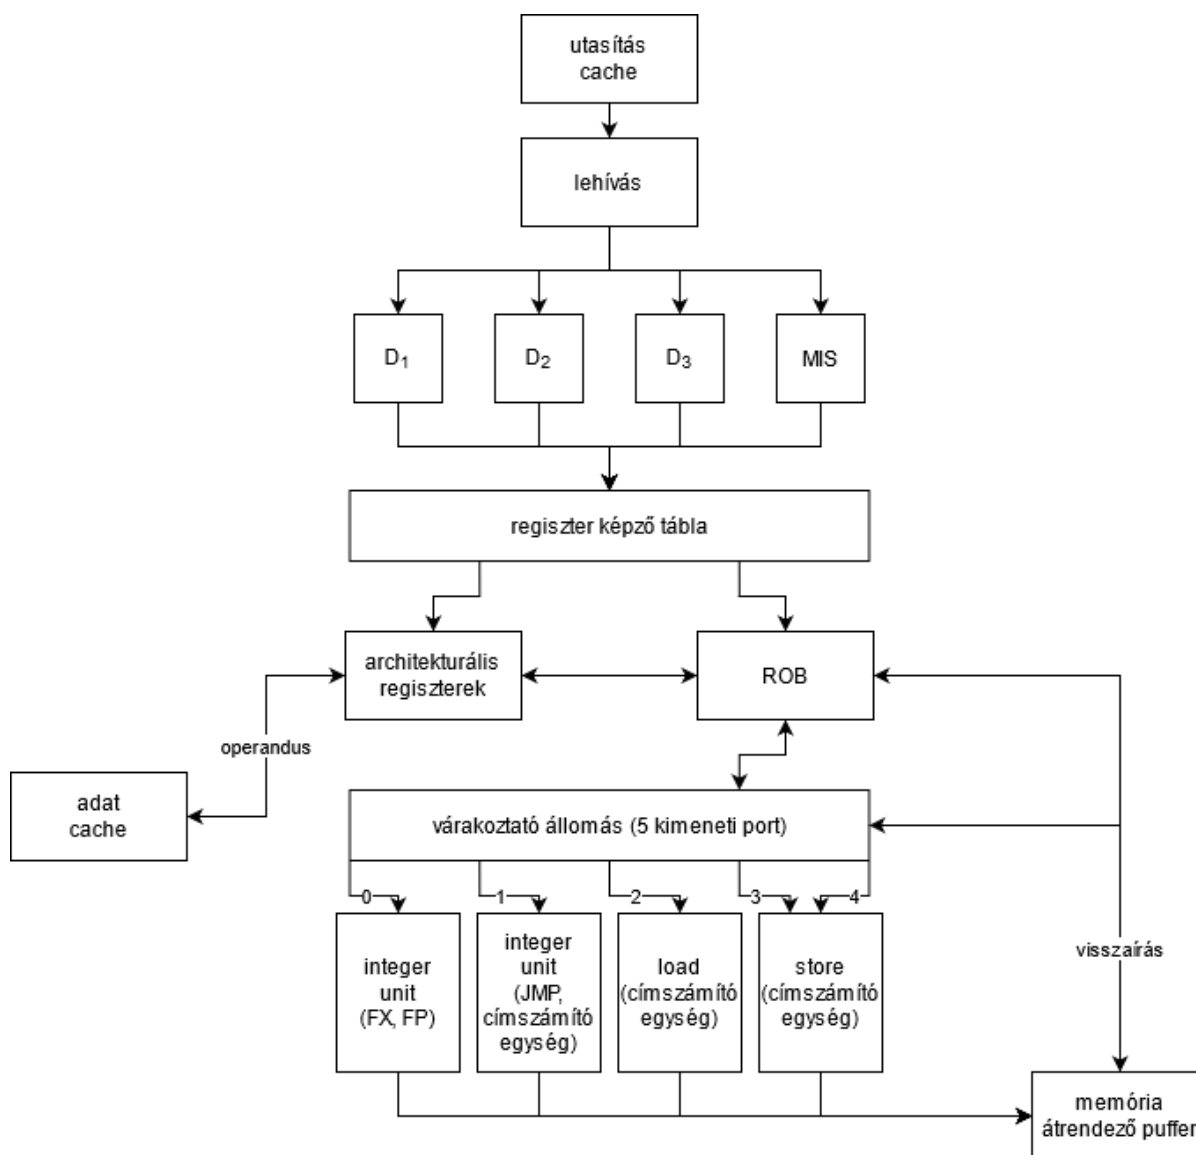 utasítás
cache
lehívás
D1
D2
D3
MIS
regiszter képző tábla
architekturális
regiszterek
ROB
operandus
adat
cache
várakoztató állomás (5 kimeneti port)
0
1
2
3
4
integer
unit
(FX, FP)
integer
unit
(JMP,
címszámító
egység)
load
(címszámító
egység)
store
(címszámító
egység)
visszaírás
memória
átrendező puffer